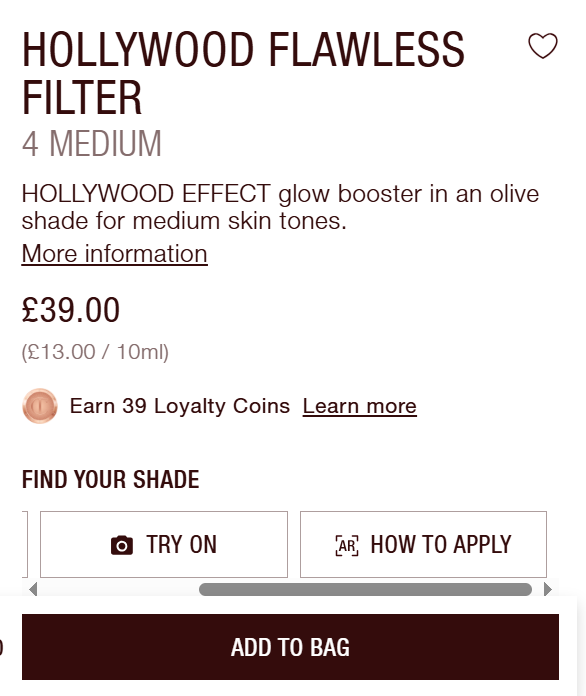 HOLLYWOOD FLAWLESS
FILTER
4 MEDIUM
HOLLYWOOD EFFECT glow booster in an olive
shade for medium skin tones.
More information
£39.00
(£13.00 / 10ml)
Earn 39 Loyalty Coins Learn more
FIND YOUR SHADE
TRY ON
AR HOW TO APPLY
ADD TO BAG